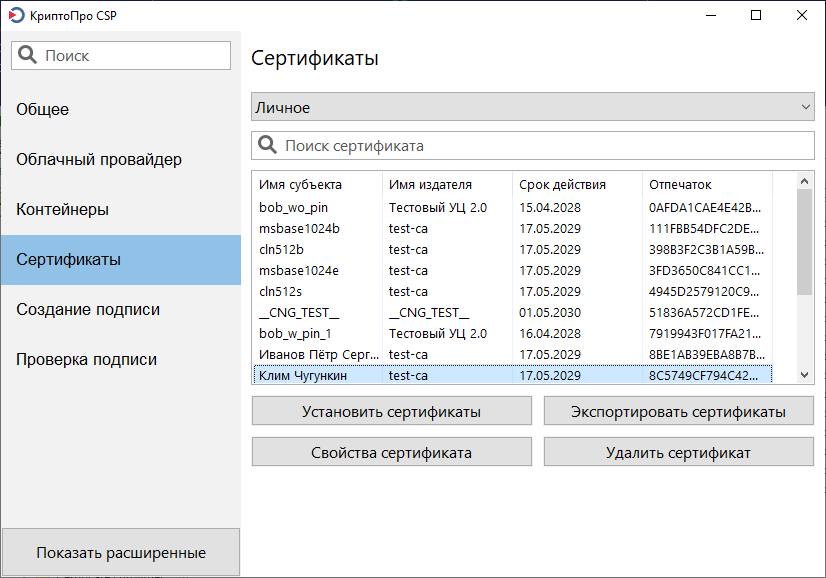 КриптоПро CSP
Поиск
Общее
Облачный провайдер
Контейнеры
Сертификаты
Создание подписи
Проверка подписи
Показать расширенные
Сертификаты
Личное
Поиск сертификата
Имя субъекта Имя издателя Срок действия Отпечаток
bob_wo_pin Тестовый УЦ 2.0 15.04.2028 0AFDA1CAE4E42B...
msbase1024b test-ca 17.05.2029 111FBB54DFC2DE...
cln512b test-ca 17.05.2029 398B3F2C3B1A59B...
msbase1024e test-ca 17.05.2029 3FD3650C841CC1...
cln512s test-ca 17.05.2029 4945D2579120C9...
__CNG_TEST__ __CNG_TEST__ 01.05.2030 51836A572CD1FE...
bob_w_pin_1 Тестовый УЦ 2.0 16.04.2028 7919943F017FA21...
Иванов Пётр Серг... test-ca 17.05.2029 8BE1AB39EBA8B7B...
Клим Чугункин test-ca 17.05.2029 8C5749CF794C42...
Установить сертификаты Экспортировать сертификаты
Свойства сертификата Удалить сертификат